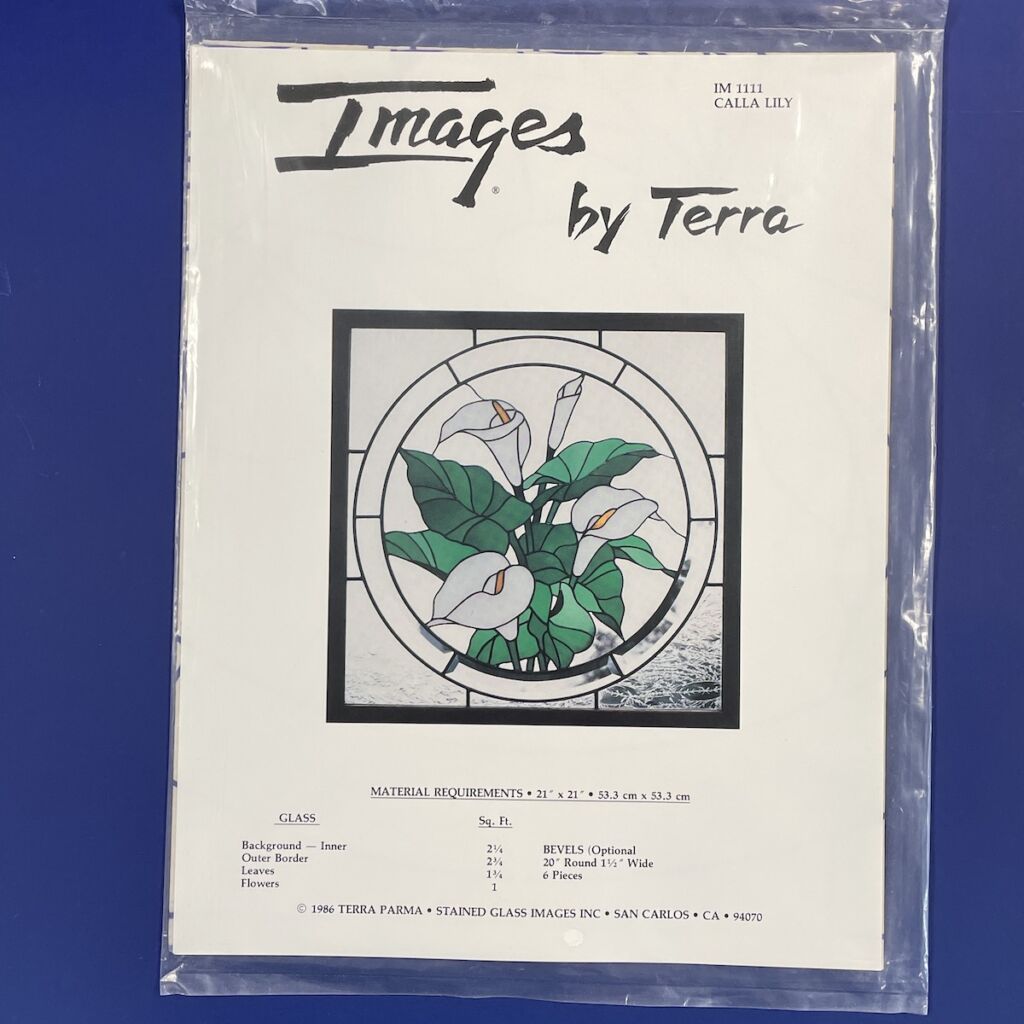 Images
®
by Terra
IM 1111
CALLA LILY
MATERIAL REQUIREMENTS • 21" x 21" • 53.3 cm x 53.3 cm
GLASS Sq. Ft.
Background — Inner 2¼ BEVELS (Optional
Outer Border 2¾ 20" Round 1½" Wide
Leaves 1¾ 6 Pieces
Flowers 1
© 1986 TERRA PARMA • STAINED GLASS IMAGES INC • SAN CARLOS • CA • 94070